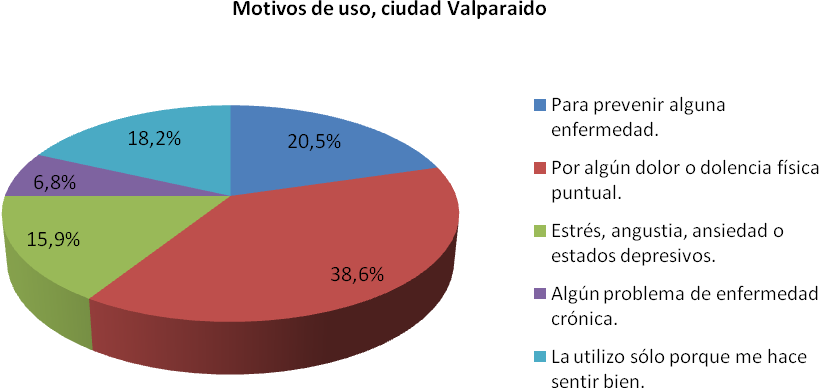 Motivos de uso, ciudad Valparaido
18,2%
20,5%
6,8%
15,9%
38,6%
Para prevenir alguna
enfermedad.
Por algún dolor o dolencia física
puntual.
Estrés, angustia, ansiedad o
estados depresivos.
Algún problema de enfermedad
crónica.
La utilizo sólo porque me hace
sentir bien.